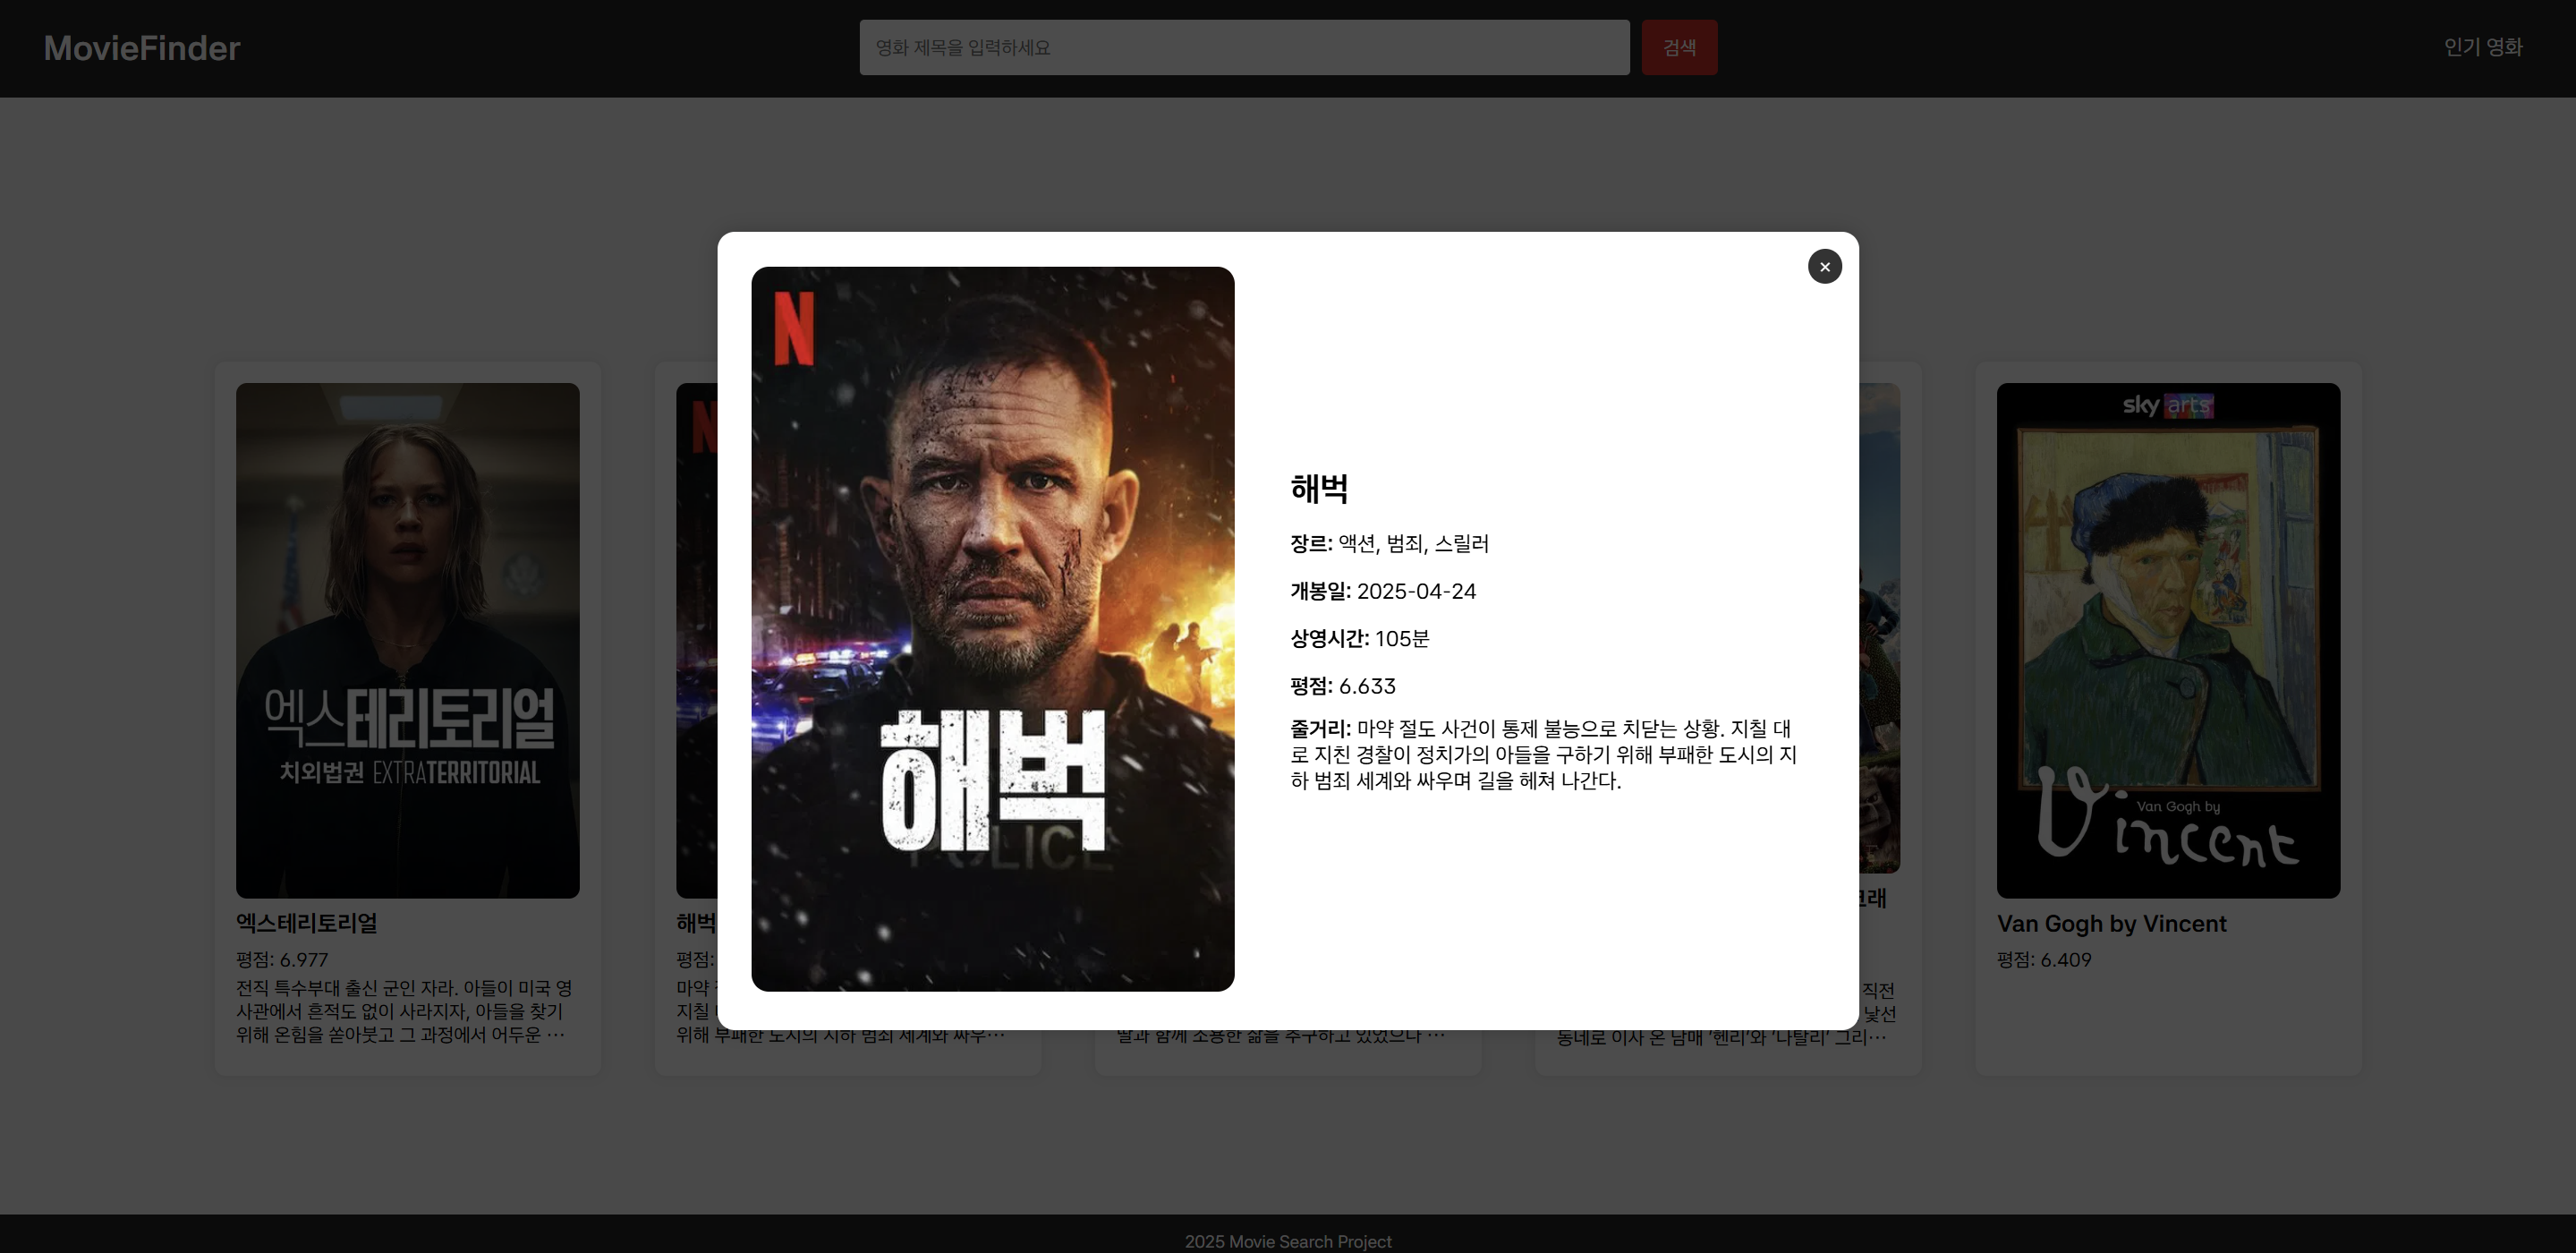 MovieFinder
영화 제목을 입력하세요
검색
인기 영화
N
해벅
POLICE
×
해벅
장르: 액션, 범죄, 스릴러
개봉일: 2025-04-24
상영시간: 105분
평점: 6.633
줄거리: 마약 절도 사건이 통제 불능으로 치닫는 상황. 지칠 대
로 지친 경찰이 정치가의 아들을 구하기 위해 부패한 도시의 지
하 범죄 세계와 싸우며 길을 헤쳐 나간다.
엑스테리토리얼
치외법권 EXTRATERRITORIAL
엑스테리토리얼
평점: 6.977
전직 특수부대 출신 군인 자라. 아들이 미국 영
사관에서 흔적도 없이 사라지자, 아들을 찾기
위해 온힘을 쏟아붓고 그 과정에서 어두운 …
N
해벅
평점:
마약
지칠
위해 부패한 도시의 지하 범죄 세계와 싸우…
딸과 함께 조용한 삶을 추구하고 있었으나 …
크래
직전
낯선
동네로 이사 온 남매 ‘헨리’와 ‘나탈리’ 그리…
sky arts
Van Gogh by
Vincent
Van Gogh by Vincent
평점: 6.409
2025 Movie Search Project